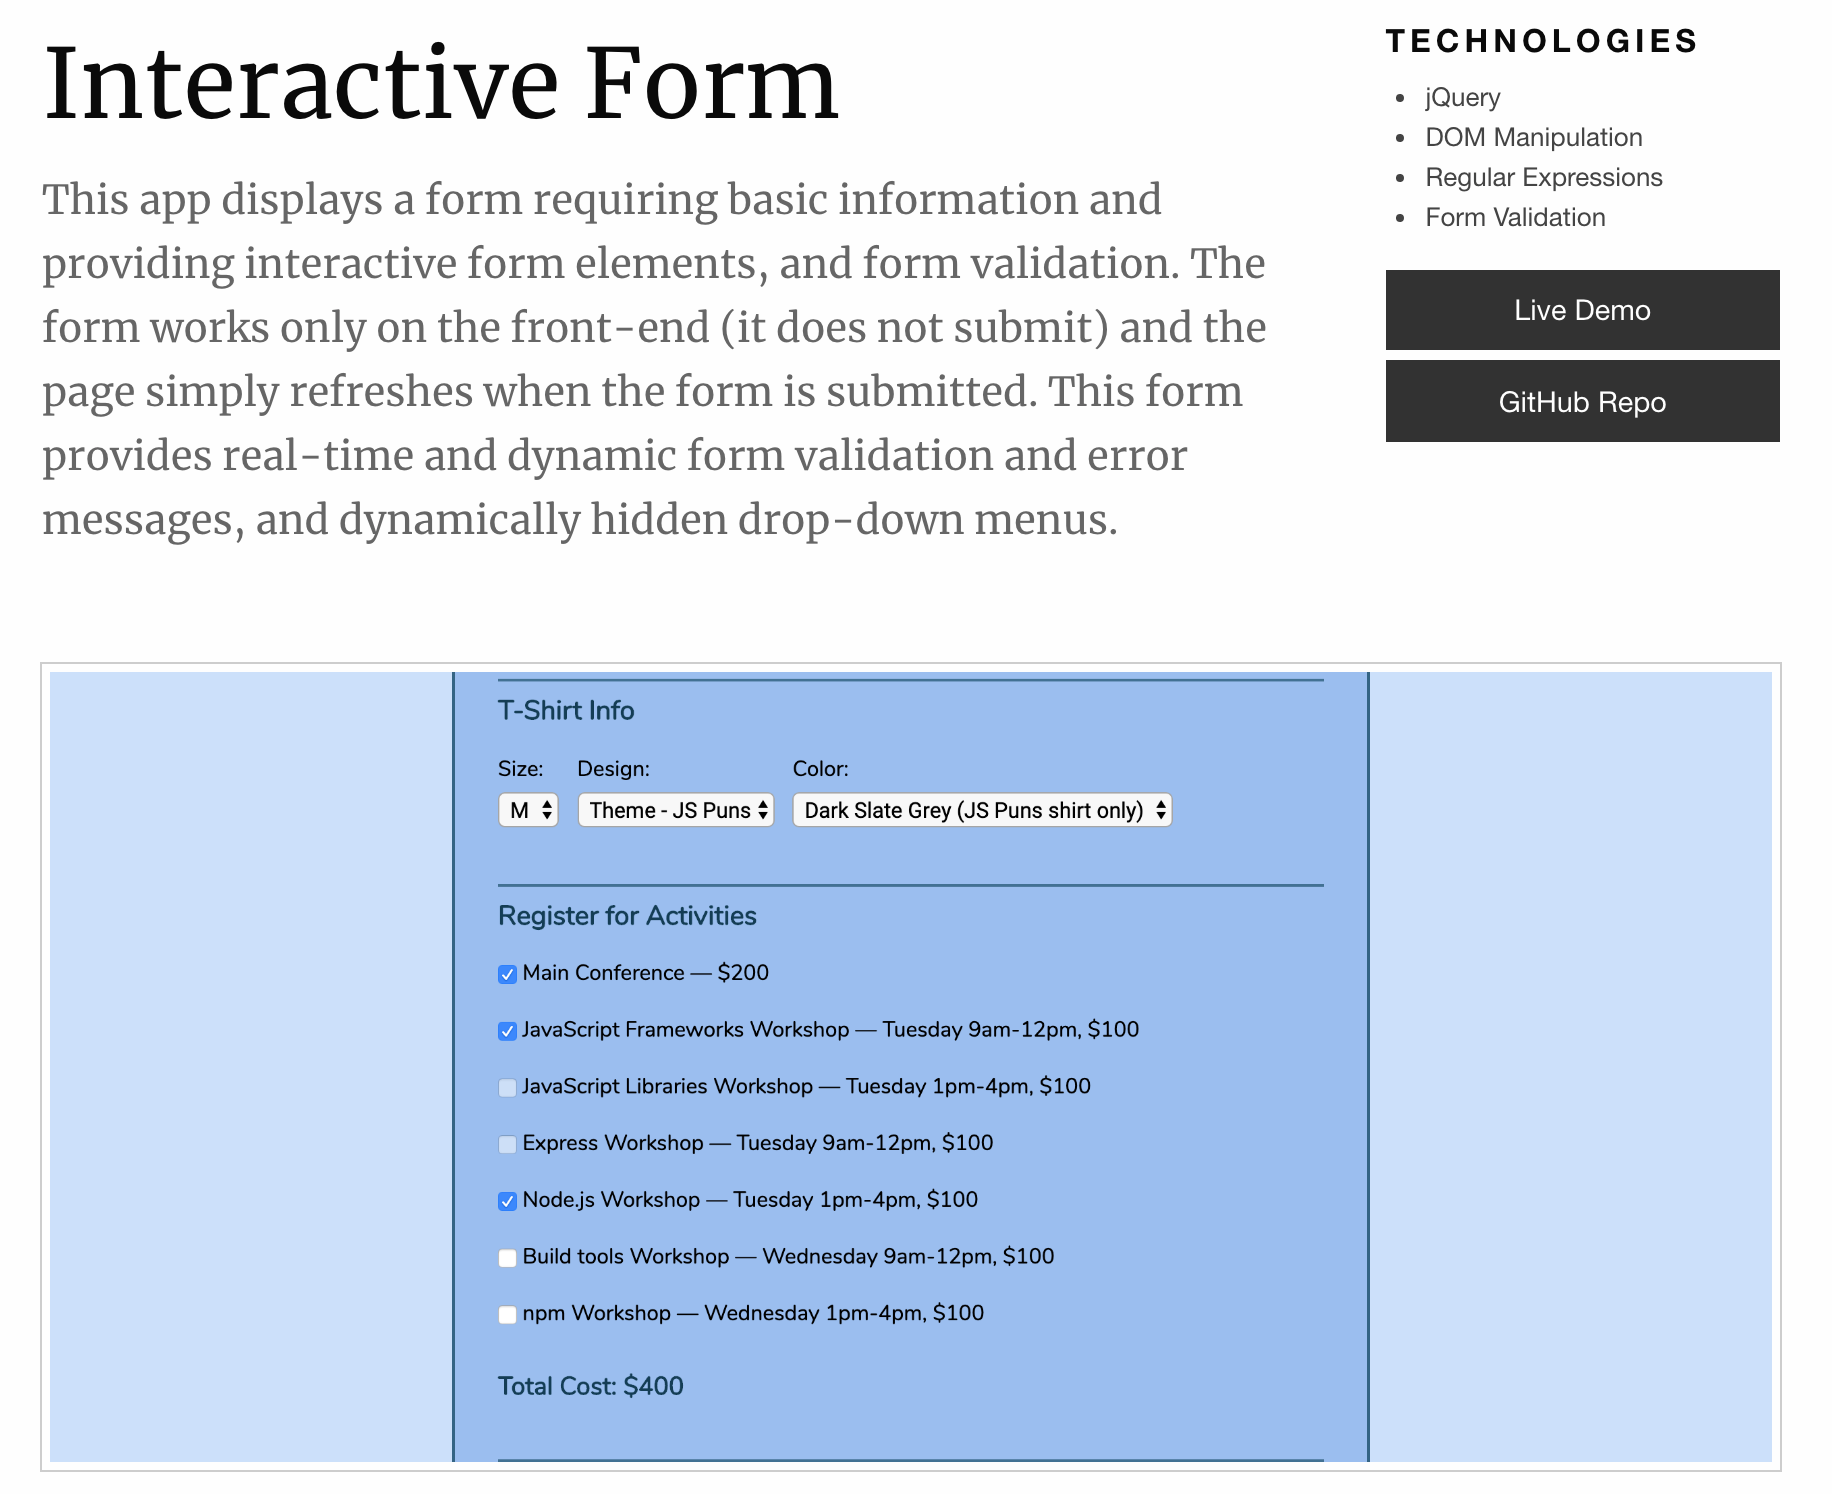 Interactive Form
This app displays a form requiring basic information and
providing interactive form elements, and form validation. The
form works only on the front-end (it does not submit) and the
page simply refreshes when the form is submitted. This form
provides real-time and dynamic form validation and error
messages, and dynamically hidden drop-down menus.
TECHNOLOGIES
jQuery
DOM Manipulation
Regular Expressions
Form Validation
Live Demo
GitHub Repo
T-Shirt Info
Size: Design: Color:
M Theme - JS Puns Dark Slate Grey (JS Puns shirt only)
Register for Activities
Main Conference — $200
JavaScript Frameworks Workshop — Tuesday 9am-12pm, $100
JavaScript Libraries Workshop — Tuesday 1pm-4pm, $100
Express Workshop — Tuesday 9am-12pm, $100
Node.js Workshop — Tuesday 1pm-4pm, $100
Build tools Workshop — Wednesday 9am-12pm, $100
npm Workshop — Wednesday 1pm-4pm, $100
Total Cost: $400